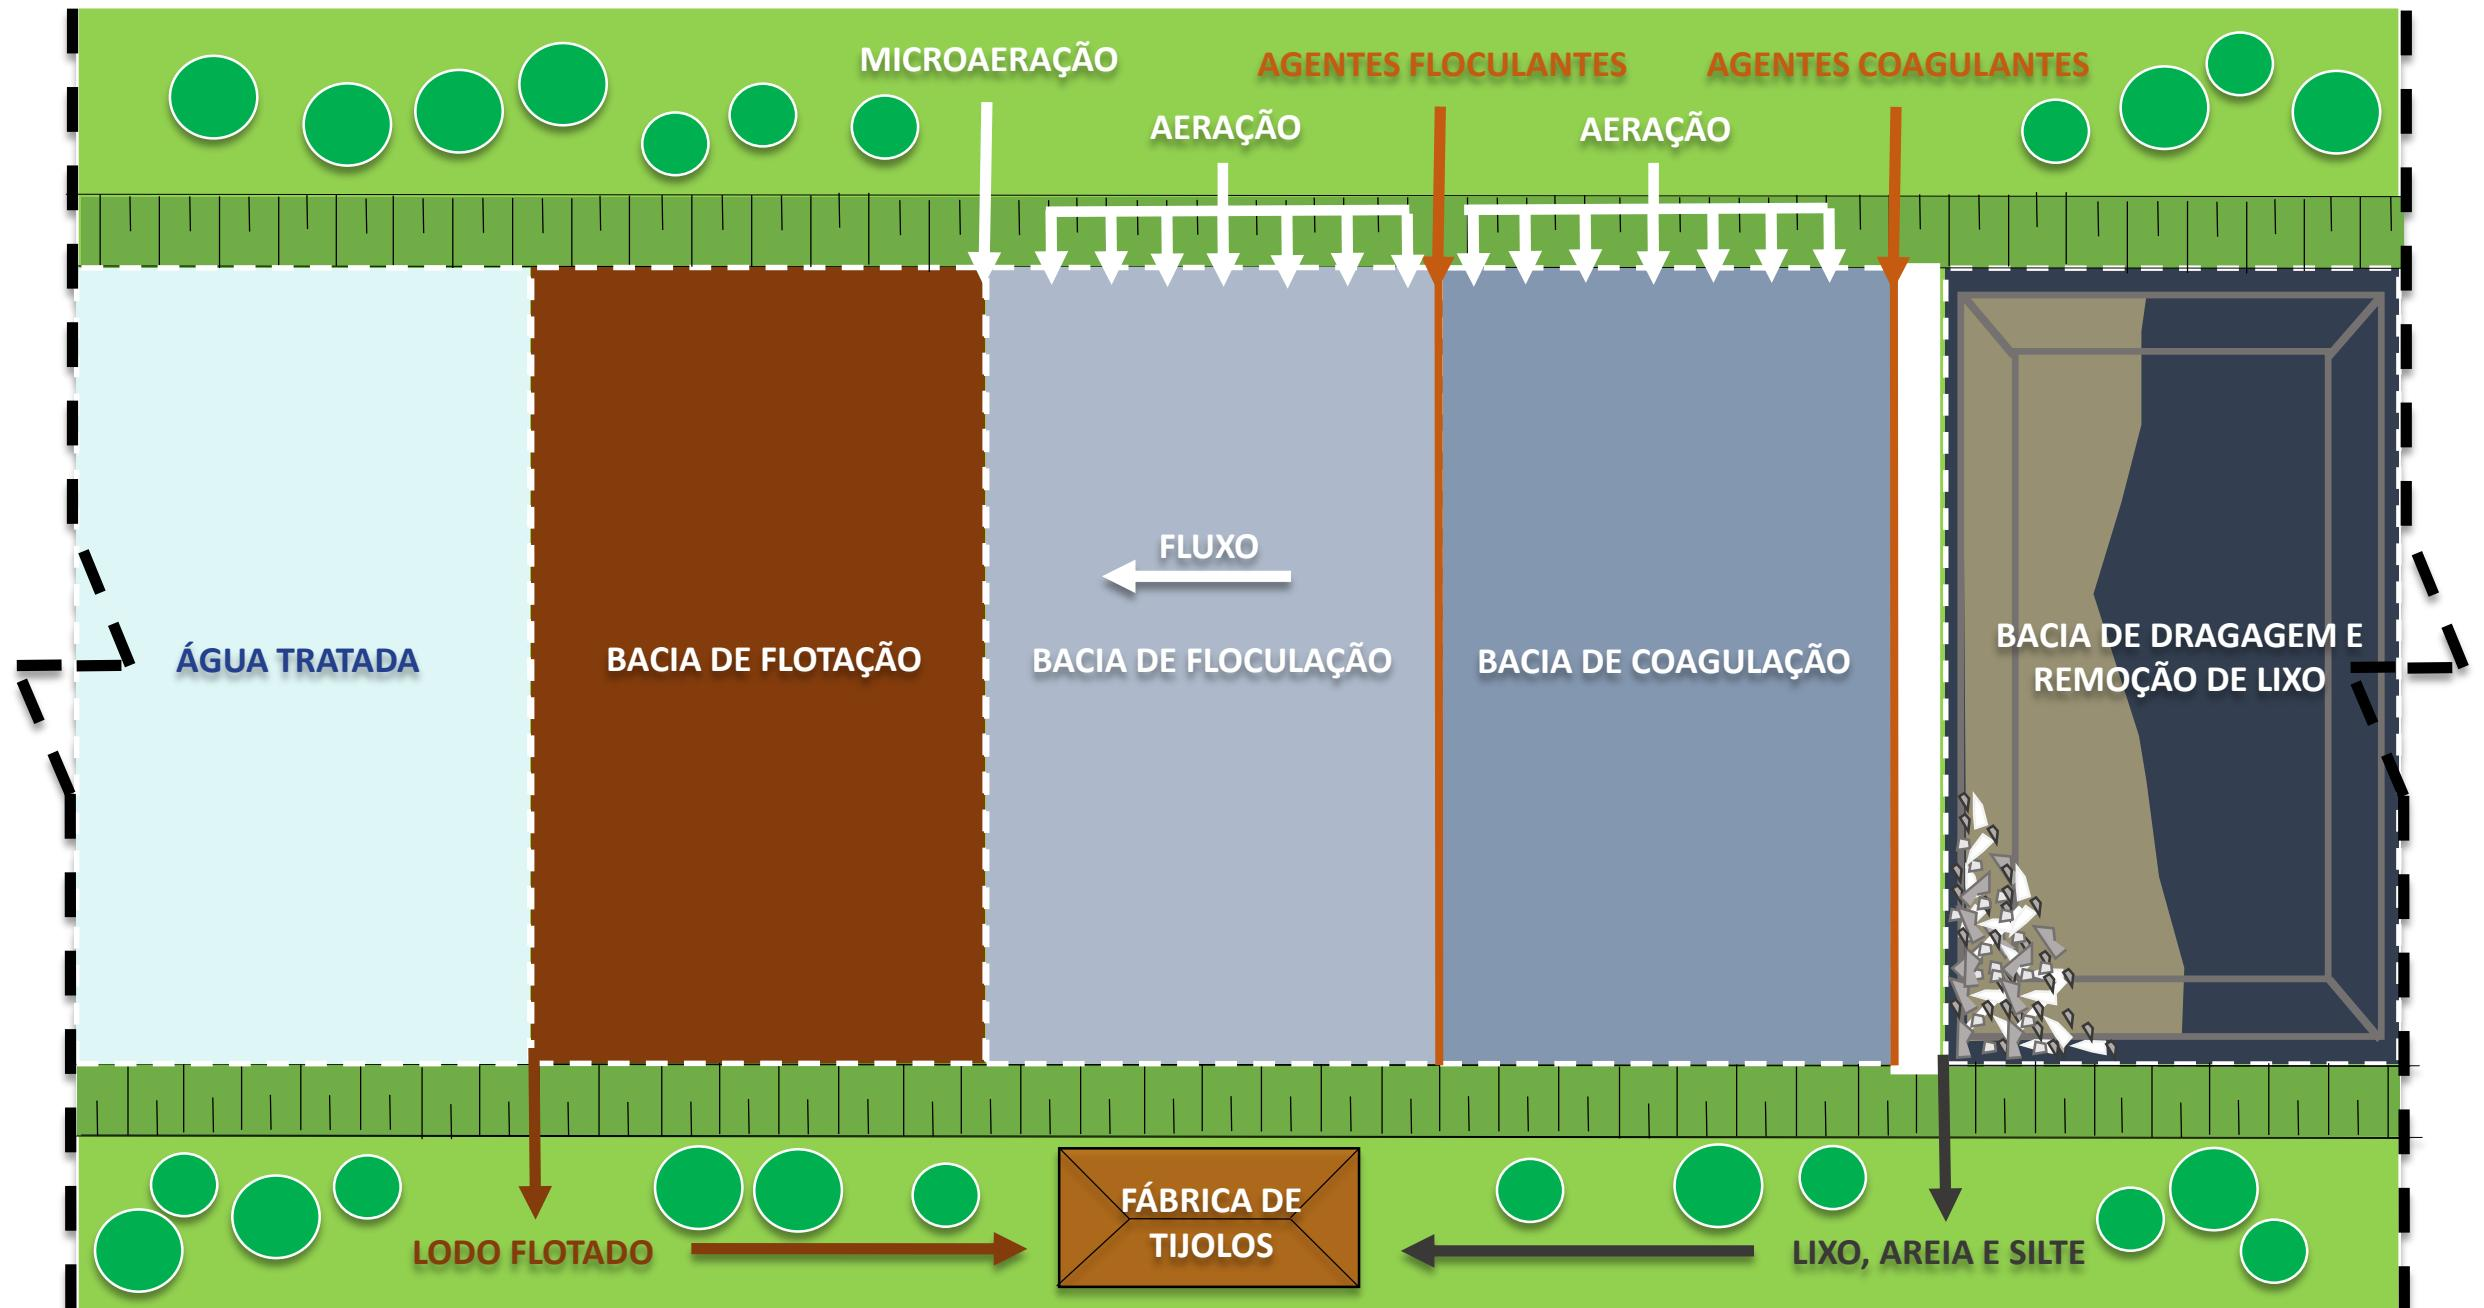 MICROAERAÇÃO
AGENTES FLOCULANTES
AGENTES COAGULANTES
AERAÇÃO
AERAÇÃO
FLUXO
ÁGUA TRATADA
BACIA DE FLOTAÇÃO
BACIA DE FLOCULAÇÃO
BACIA DE COAGULAÇÃO
BACIA DE DRAGAGEM E
REMOÇÃO DE LIXO
FÁBRICA DE
TIJOLOS
LODO FLOTADO
LIXO, AREIA E SILTE